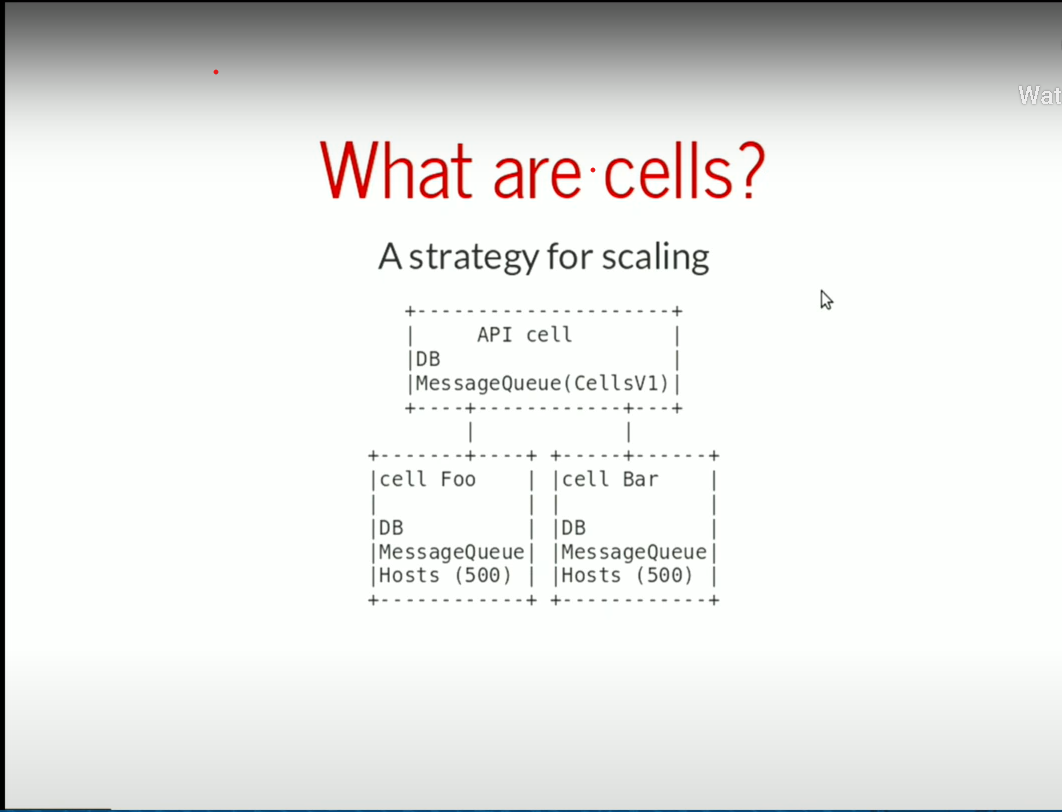 Wat
What are cells?
A strategy for scaling
+---------------------+
|     API cell        |
|DB                   |
|MessageQueue(CellsV1)|
+----+------------+---+
     |            |
+-------+----+ +-----+------+
|cell Foo    | |cell Bar    |
|            | |            |
|DB          | |DB          |
|MessageQueue| |MessageQueue|
|Hosts (500) | |Hosts (500) |
+------------+ +------------+